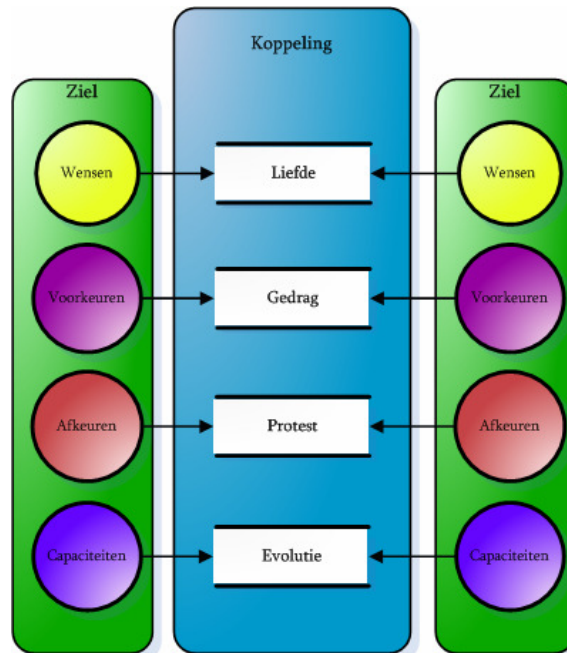 Koppeling
Ziel
Ziel
Wensen
Liefde
Wensen
Voorkeuren
Gedrag
Voorkeuren
Afkeuren
Protest
Afkeuren
Capaciteiten
Evolutie
Capaciteiten